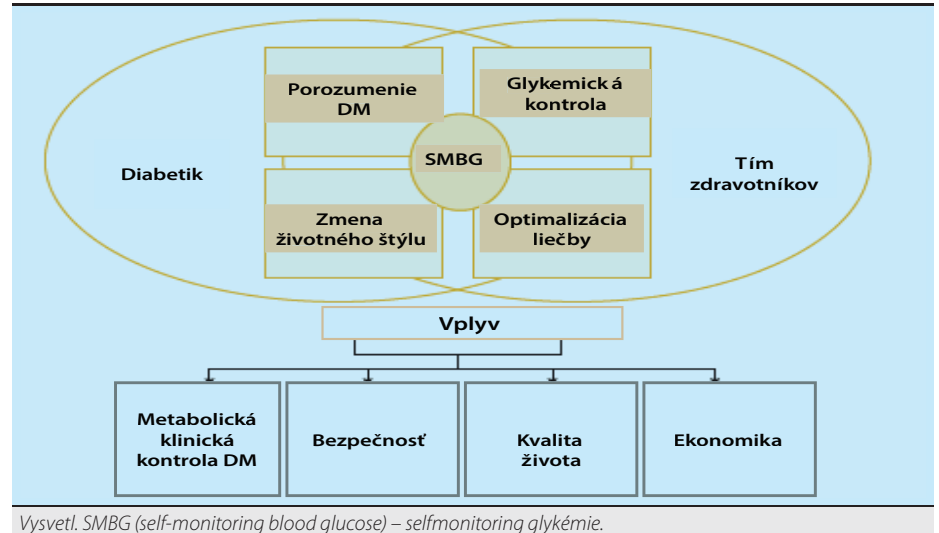 Porozumenie
DM
Glykemick á
kontrola
Diabetik
SMBG
Tím
zdravotníkov
Zmena
životného štýlu
Optimalizácia
liečby
Vplyv
Metabolická
klinická
kontrola DM
Bezpečnosť
Kvalita
života
Ekonomika
Vysvetl. SMBG (self-monitoring blood glucose) – selfmonitoring glykémie.